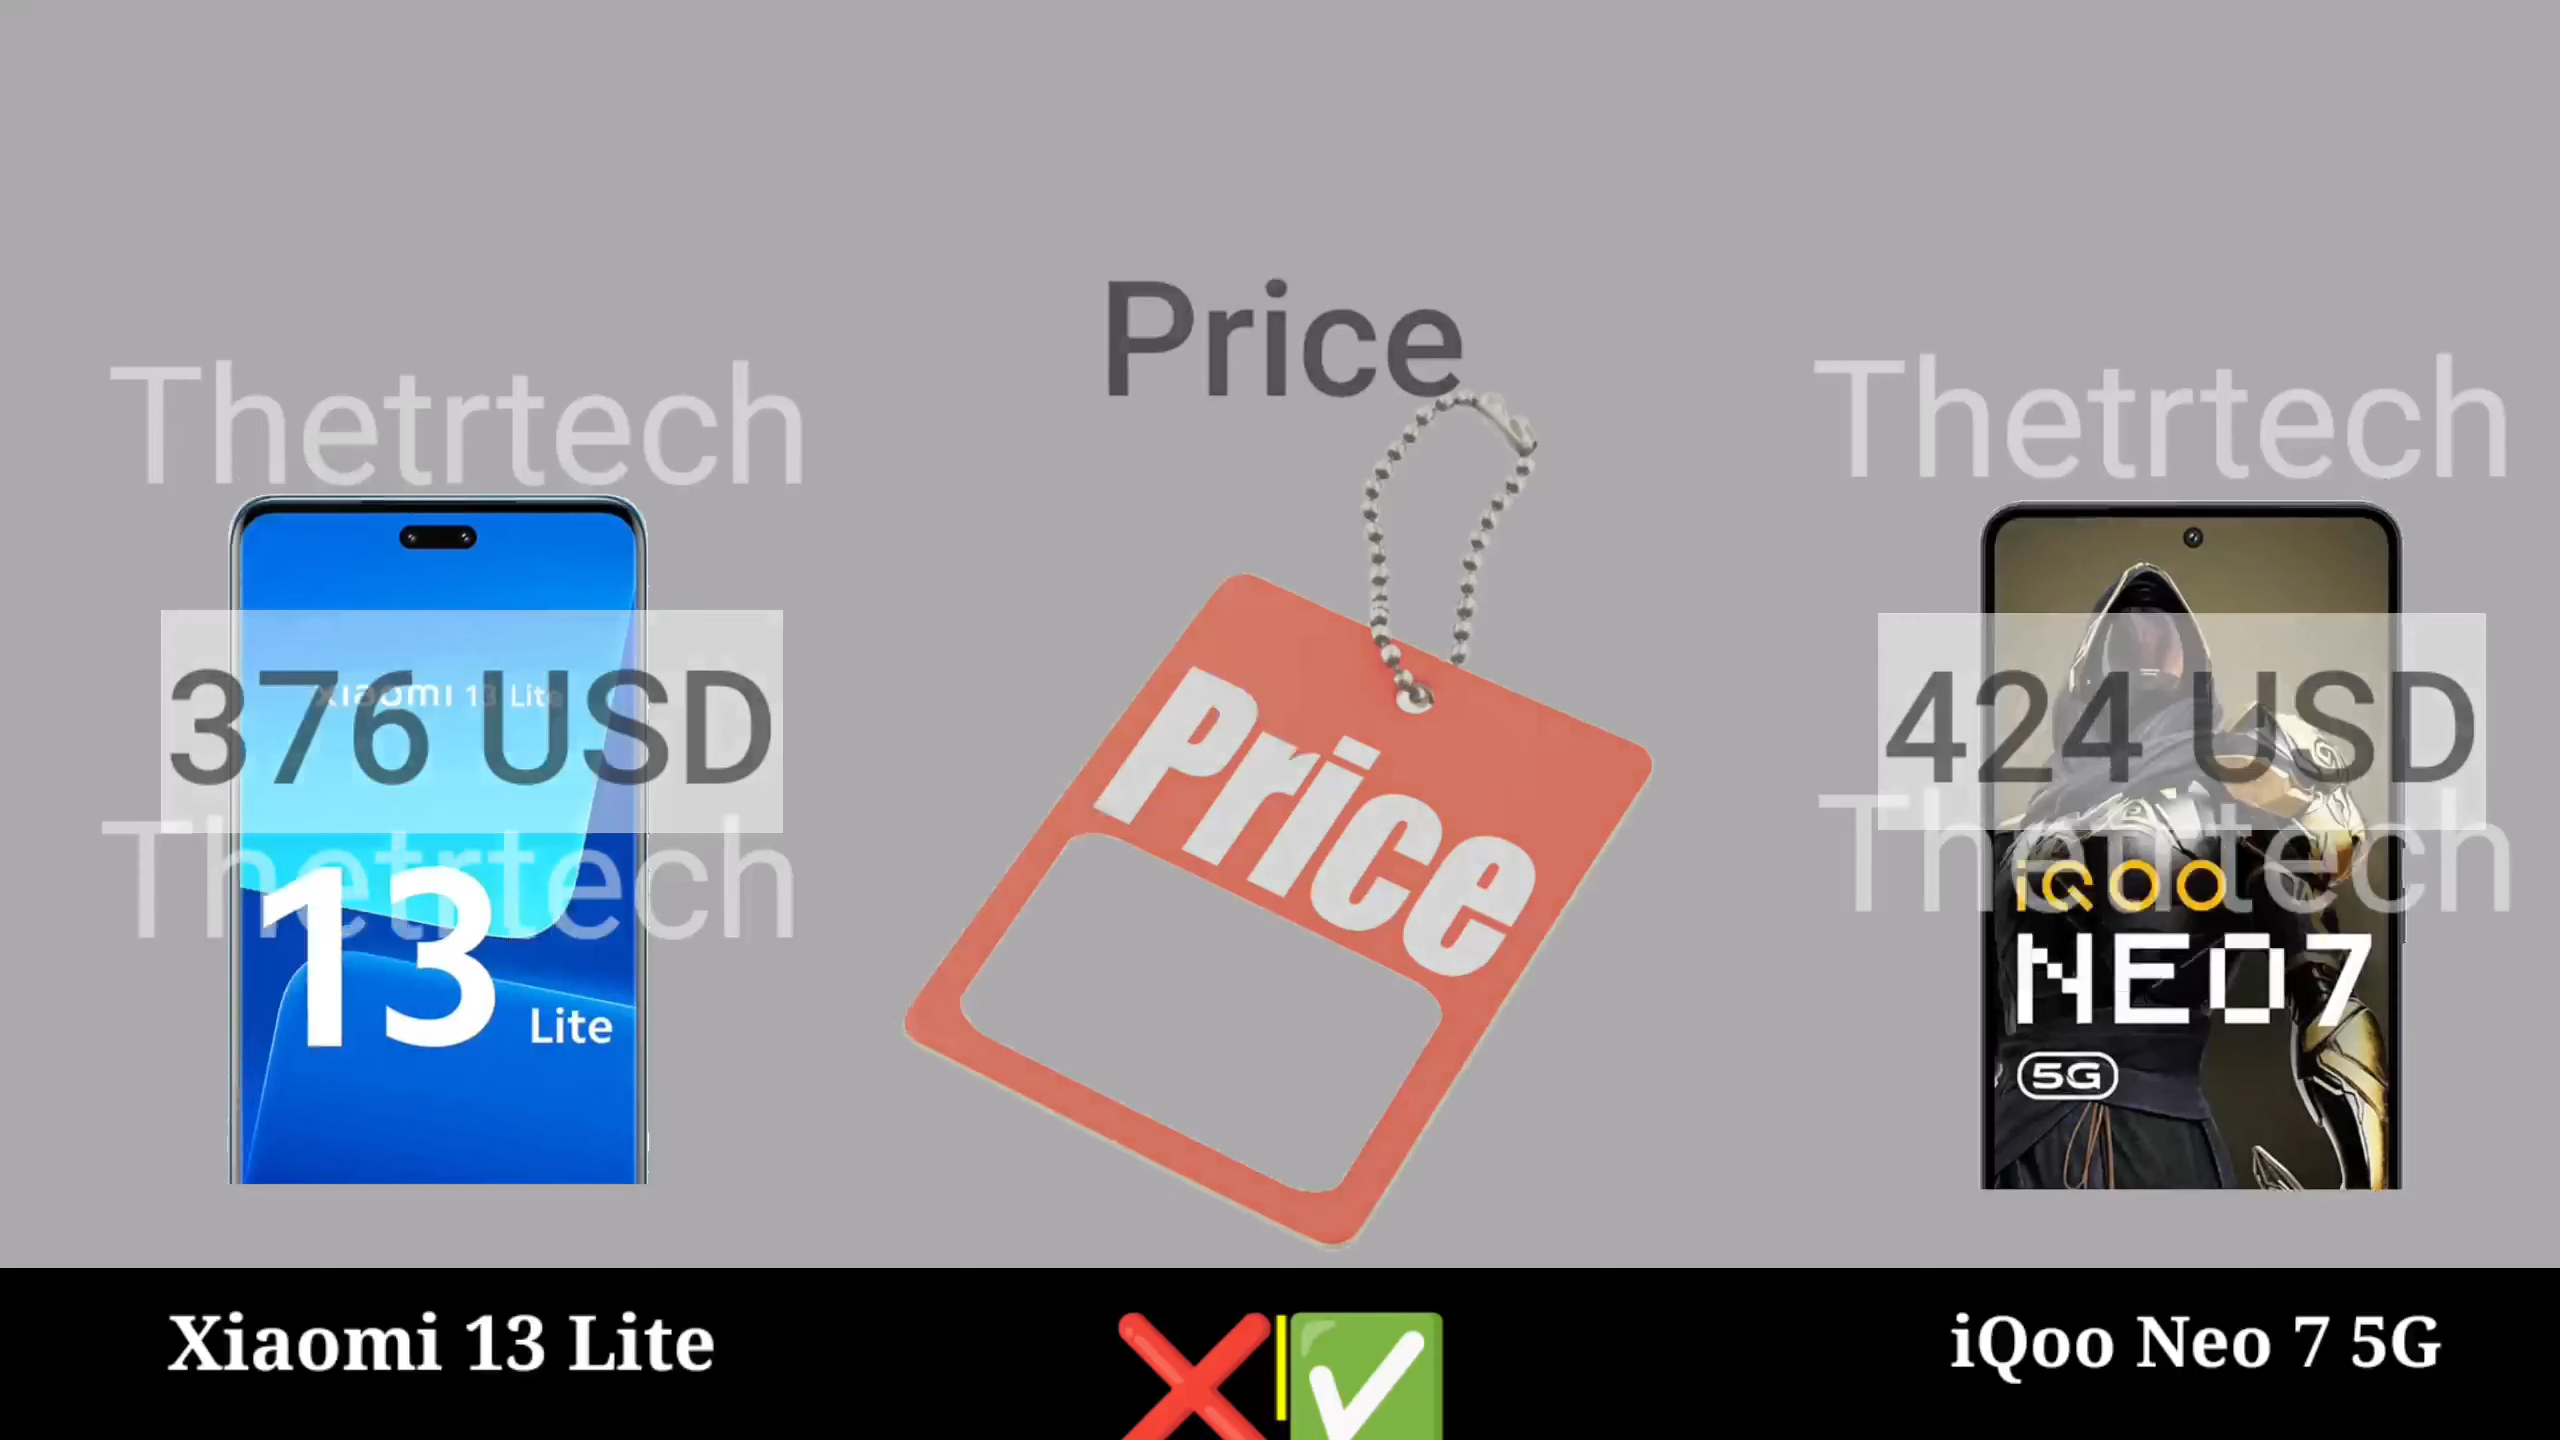 Price
Thetrtech
Thetrtech
376 USD
xiaomi 13 Lite
Thetrtech
13 Lite
Price
424 USD
Thetrtech
iQOO
NEO7
5G
Xiaomi 13 Lite
iQoo Neo 7 5G